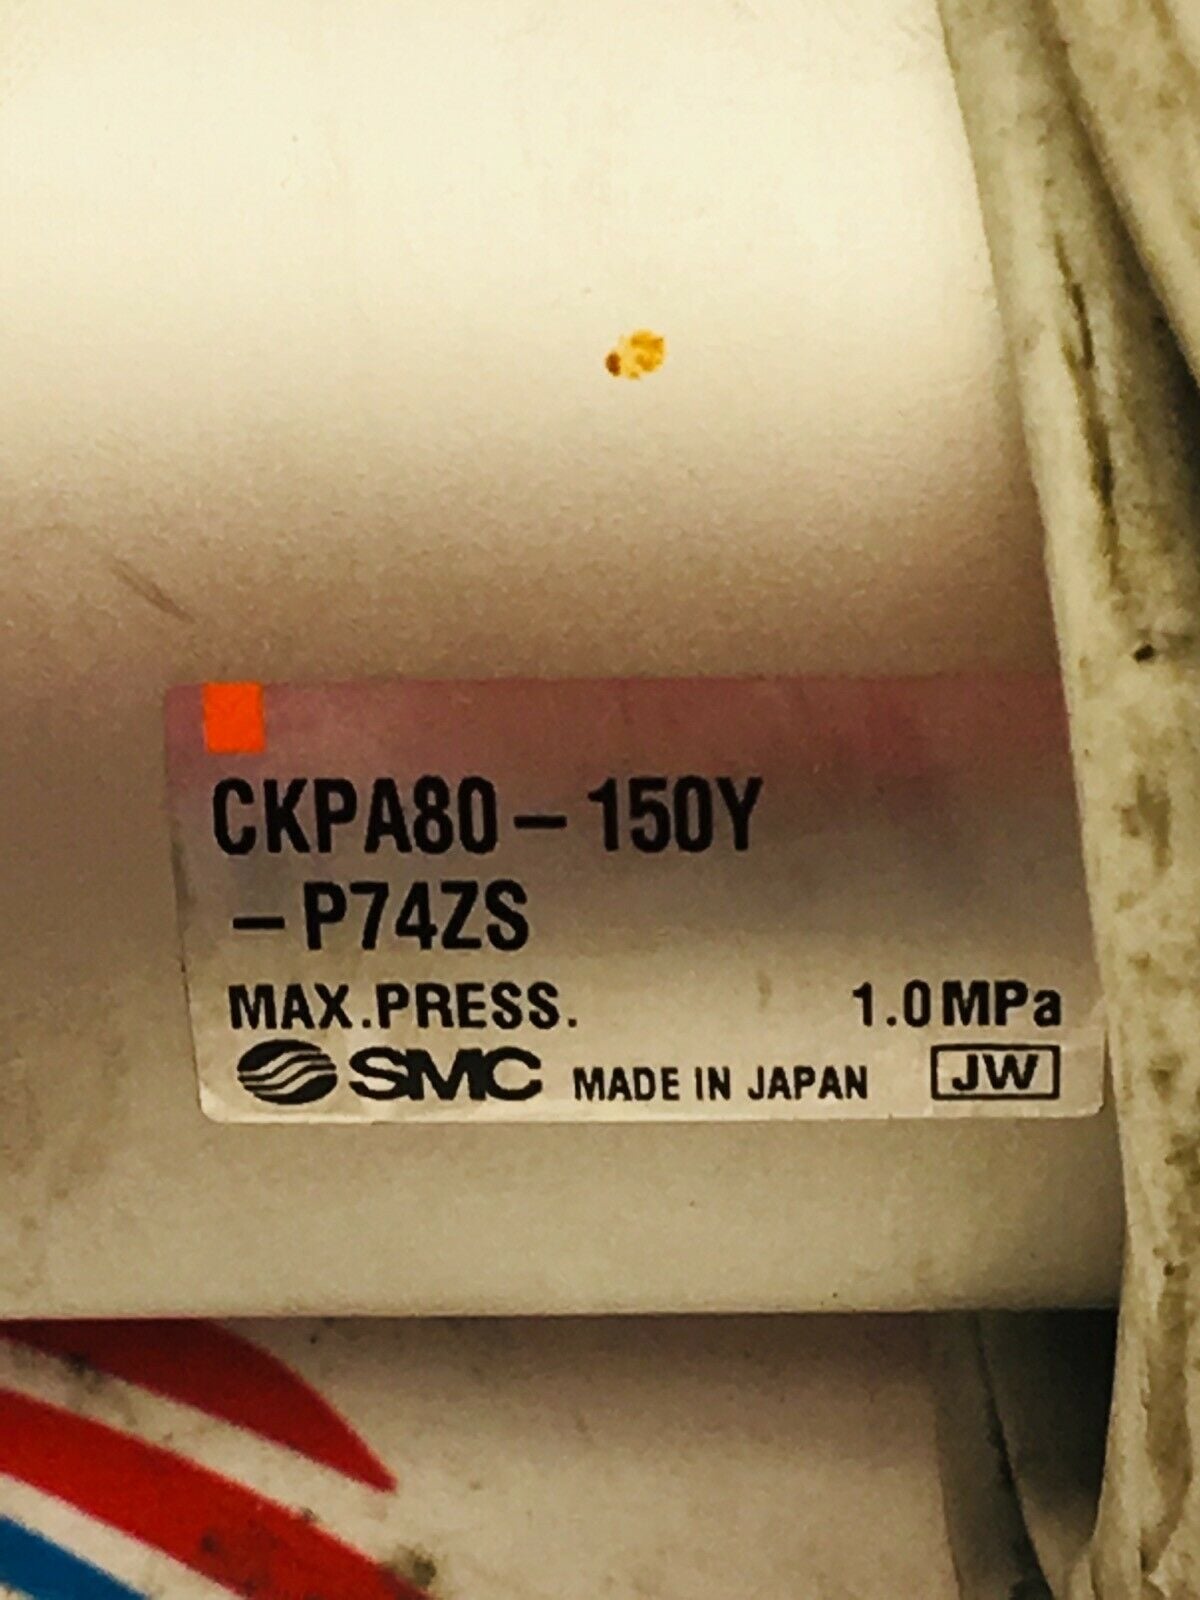 CKPA80-150Y
-P74ZS
MAX.PRESS. 1.0MPa
SMC MADE IN JAPAN JW